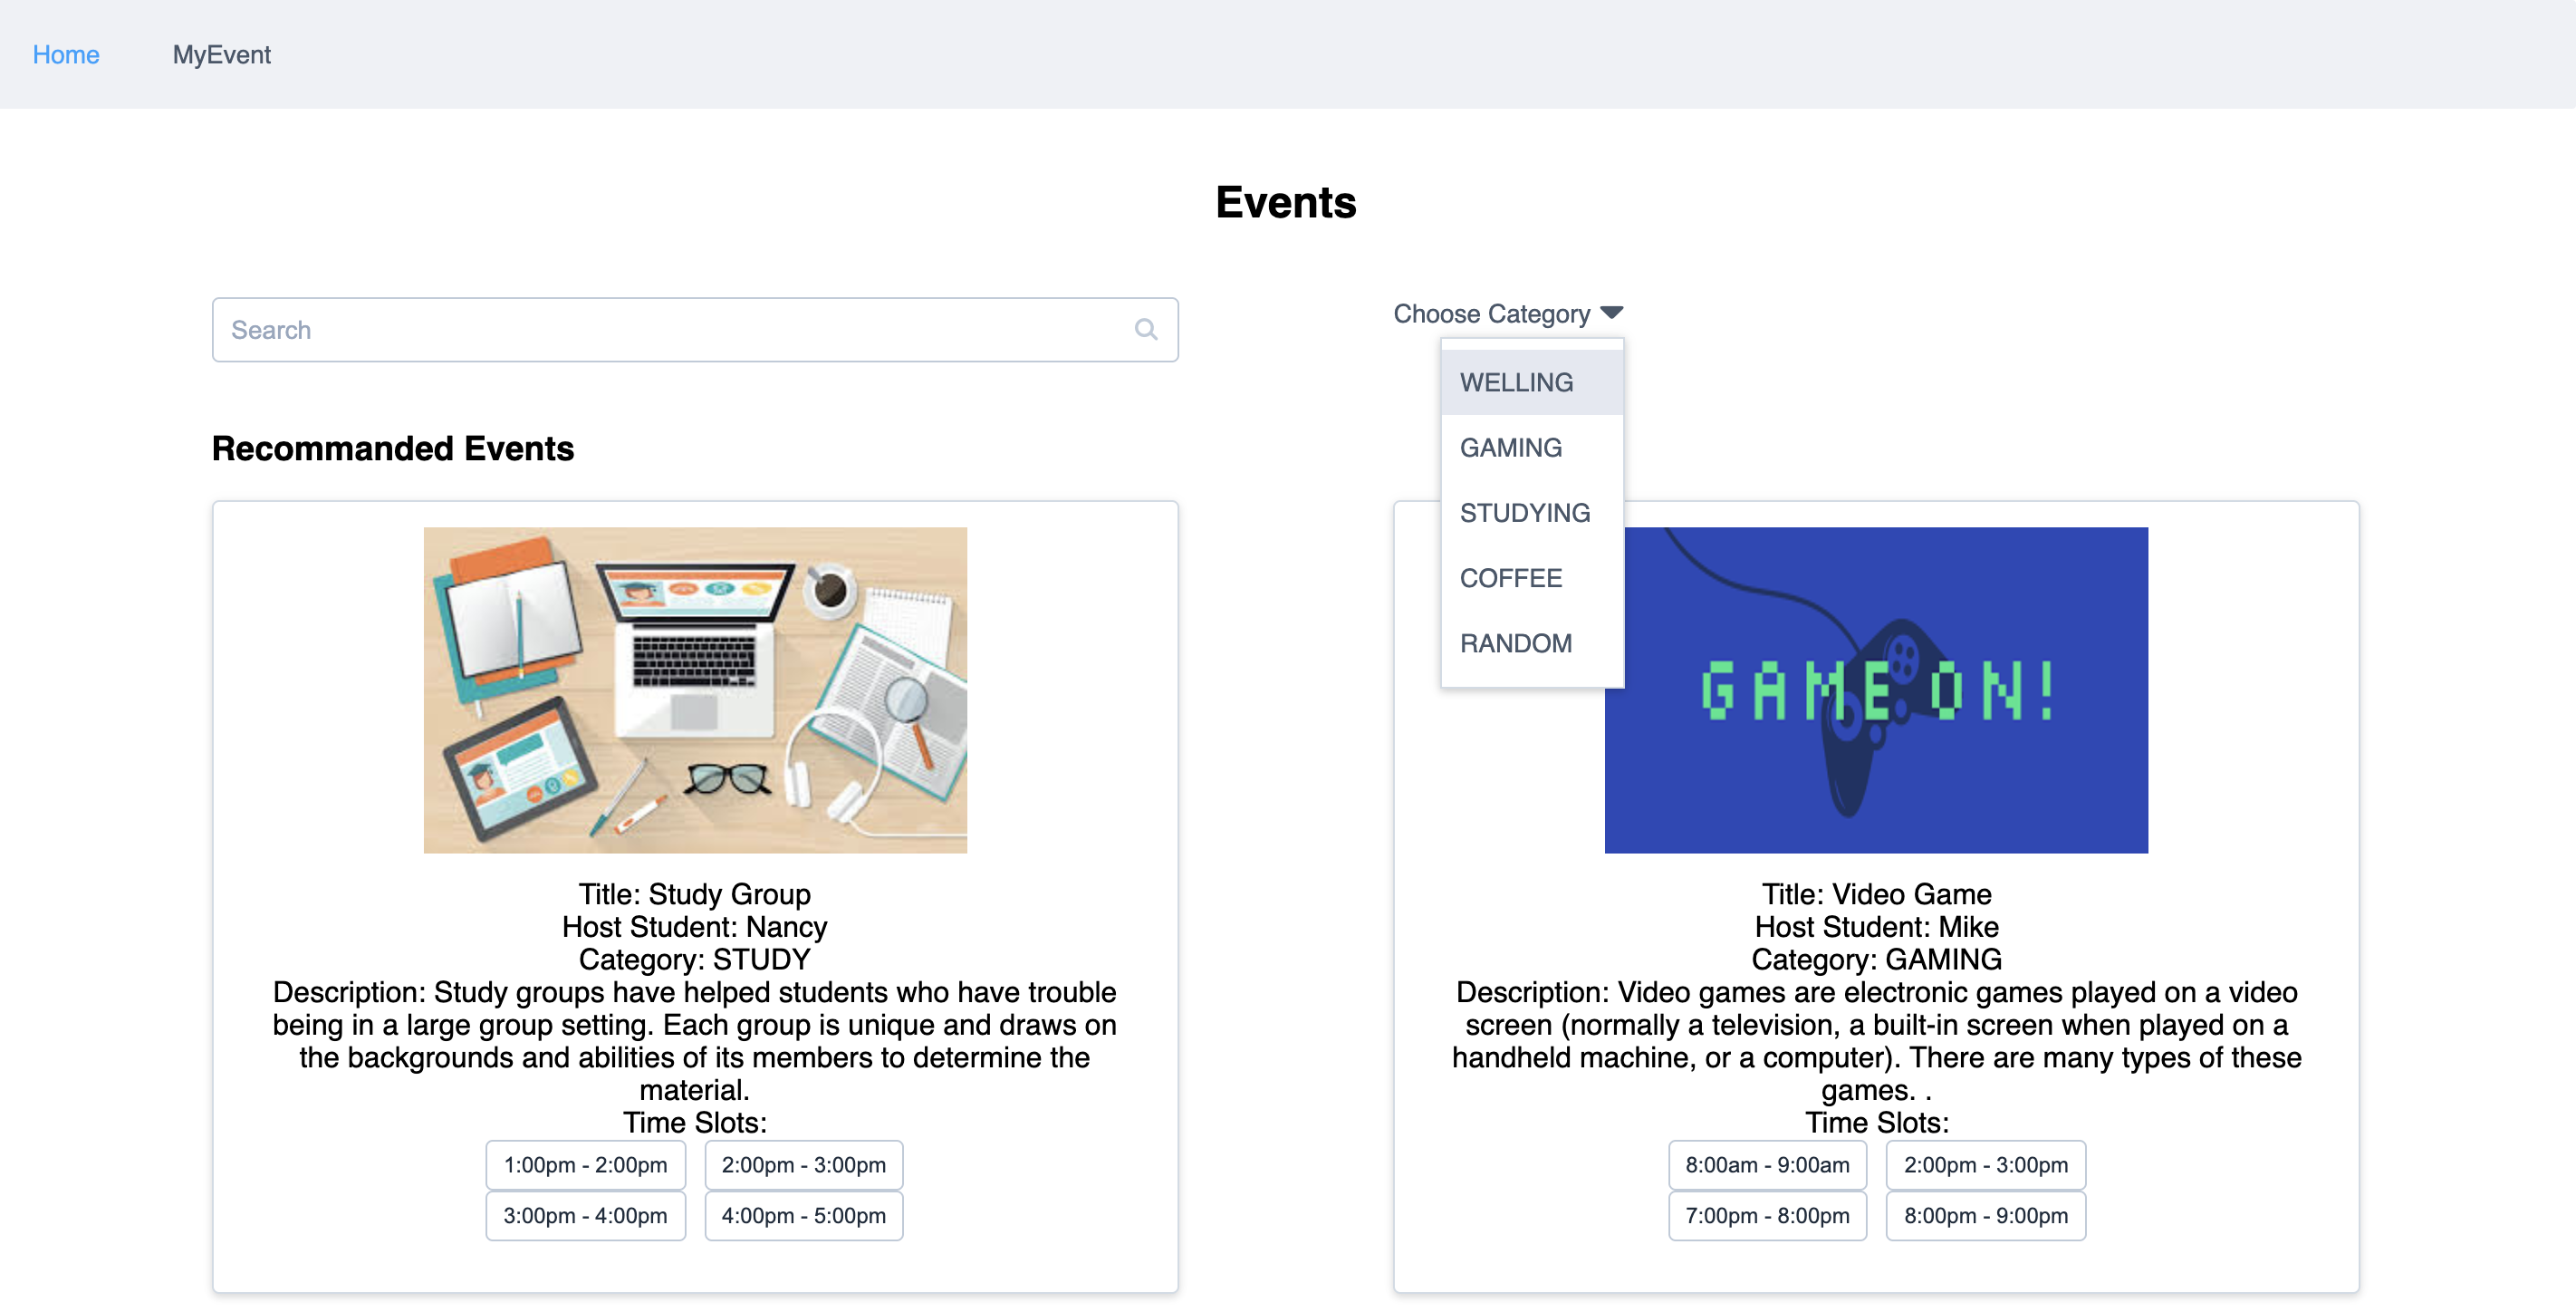 Home
MyEvent
Events
Search
Choose Category
WELLING
GAMING
STUDYING
COFFEE
RANDOM
Recommanded Events
Title: Study Group
Host Student: Nancy
Category: STUDY
Description: Study groups have helped students who have trouble
being in a large group setting. Each group is unique and draws on
the backgrounds and abilities of its members to determine the
material.
Time Slots:
1:00pm - 2:00pm
2:00pm - 3:00pm
3:00pm - 4:00pm
4:00pm - 5:00pm
GAME ON!
Title: Video Game
Host Student: Mike
Category: GAMING
Description: Video games are electronic games played on a video
screen (normally a television, a built-in screen when played on a
handheld machine, or a computer). There are many types of these
games. .
Time Slots:
8:00am - 9:00am
2:00pm - 3:00pm
7:00pm - 8:00pm
8:00pm - 9:00pm